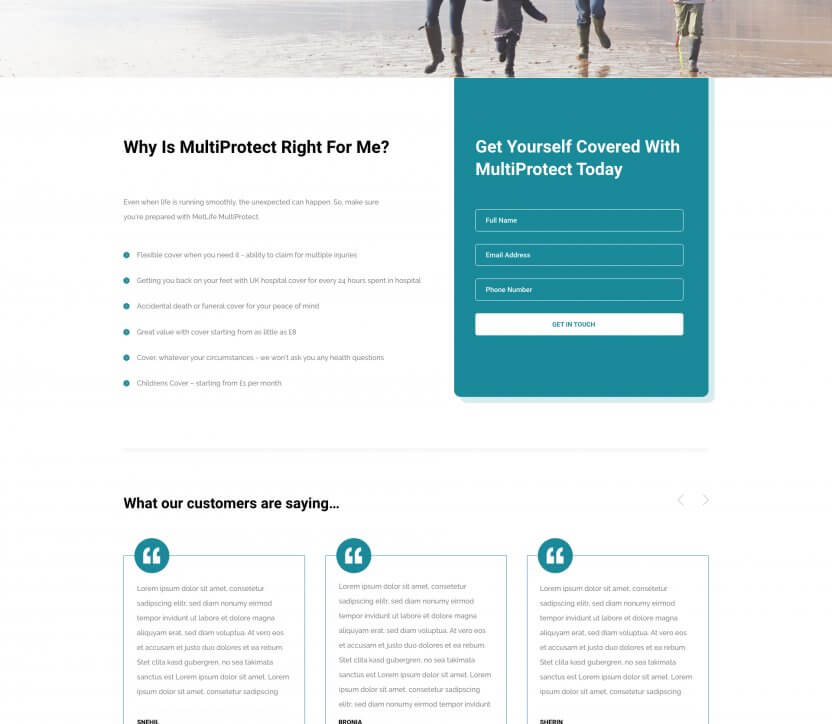 Why Is MultiProtect Right For Me?
Even when life is running smoothly, the unexpected can happen. So, make sure
you're prepared with MetLife MultiProtect.
Flexible cover when you need it - ability to claim for multiple injuries
Getting you back on your feet with UK hospital cover for every 24 hours spent in hospital
Accidental death or funeral cover for your peace of mind
Great value with cover starting from as little as £8
Cover, whatever your circumstances - we won't ask you any health questions
Childrens Cover – starting from £1 per month
Get Yourself Covered With
MultiProtect Today
Full Name
Email Address
Phone Number
GET IN TOUCH
What our customers are saying...
Lorem ipsum dolor sit amet, consetetur
sadipscing elitr, sed diam nonumy eirmod
tempor invidunt ut labore et dolore magna
aliquyam erat, sed diam voluptua. At vero eos
et accusam et justo duo dolores et ea rebum.
Stet clita kasd gubergren, no sea takimata
sanctus est Lorem ipsum dolor sit amet. Lorem
ipsum dolor sit amet, consetetur sadipscing
SNEHIL
Lorem ipsum dolor sit amet, consetetur
sadipscing elitr, sed diam nonumy eirmod
tempor invidunt ut labore et dolore magna
aliquyam erat, sed diam voluptua. At vero eos
et accusam et justo duo dolores et ea rebum.
Stet clita kasd gubergren, no sea takimata
sanctus est Lorem ipsum dolor sit amet. Lorem
ipsum dolor sit amet, consetetur sadipscing
elitr, sed diam nonumy eirmod tempor invidunt
BRONIA
Lorem ipsum dolor sit amet, consetetur
sadipscing elitr, sed diam nonumy eirmod
tempor invidunt ut labore et dolore magna
aliquyam erat, sed diam voluptua. At vero eos
et accusam et justo duo dolores et ea rebum.
Stet clita kasd gubergren, no sea takimata
sanctus est Lorem ipsum dolor sit amet. Lorem
ipsum dolor sit amet, consetetur sadipscing
SHERIN